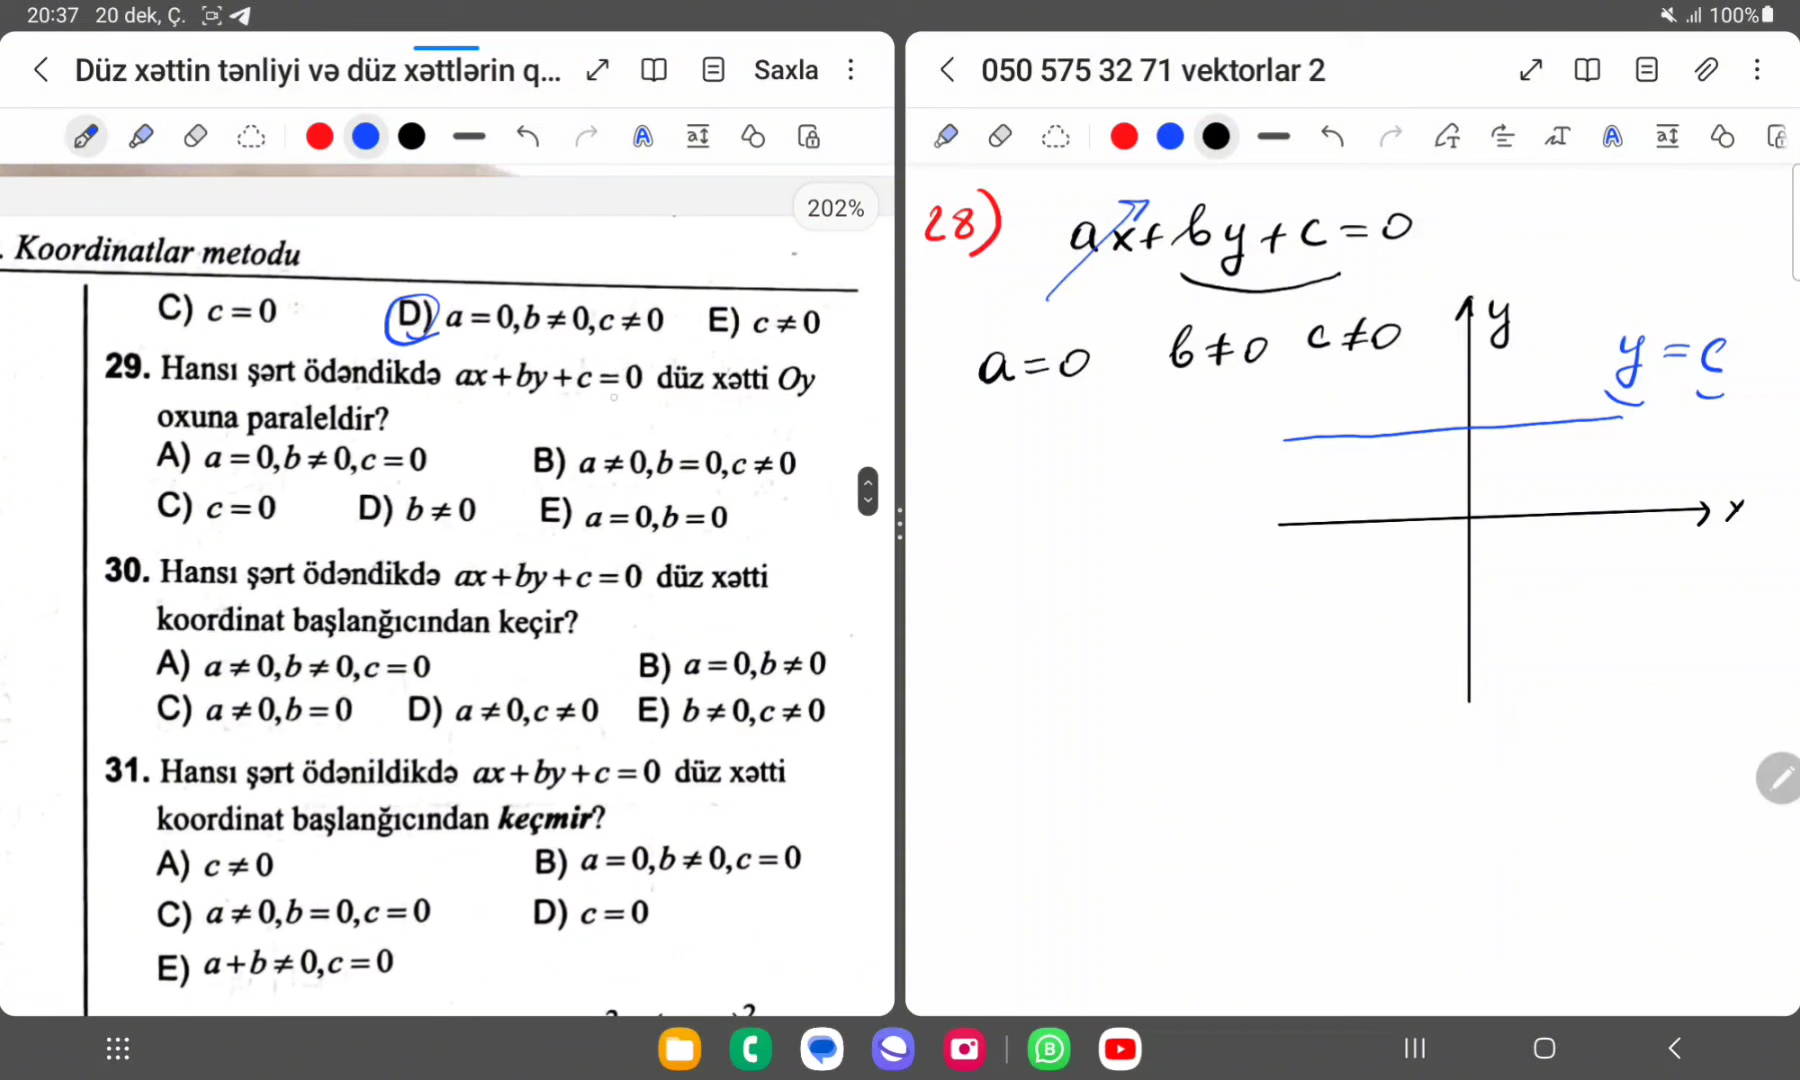 20:37 20 dek, Ç.
100%
Düz xəttin tənliyi və düz xəttlərin q...
Saxla
202%
. Koordinatlar metodu
C) c = 0 D) a = 0, b ≠ 0, c ≠ 0 E) c ≠ 0
29. Hansı şərt ödəndikdə ax + by + c = 0 düz xətti Oy
oxuna paraleldir?
A) a = 0, b ≠ 0, c = 0 B) a ≠ 0, b = 0, c ≠ 0
C) c = 0 D) b ≠ 0 E) a = 0, b = 0
30. Hansı şərt ödəndikdə ax + by + c = 0 düz xətti
koordinat başlanğıcından keçir?
A) a ≠ 0, b ≠ 0, c = 0 B) a = 0, b ≠ 0
C) a ≠ 0, b = 0 D) a ≠ 0, c ≠ 0 E) b ≠ 0, c ≠ 0
31. Hansı şərt ödənildikdə ax + by + c = 0 düz xətti
koordinat başlanğıcından keçmir?
A) c ≠ 0 B) a = 0, b ≠ 0, c = 0
C) a ≠ 0, b = 0, c = 0 D) c = 0
E) a + b ≠ 0, c = 0
050 575 32 71 vektorlar 2
28) ax + by + c = 0
a = 0 b ≠ 0 c ≠ 0
y
y = c
x